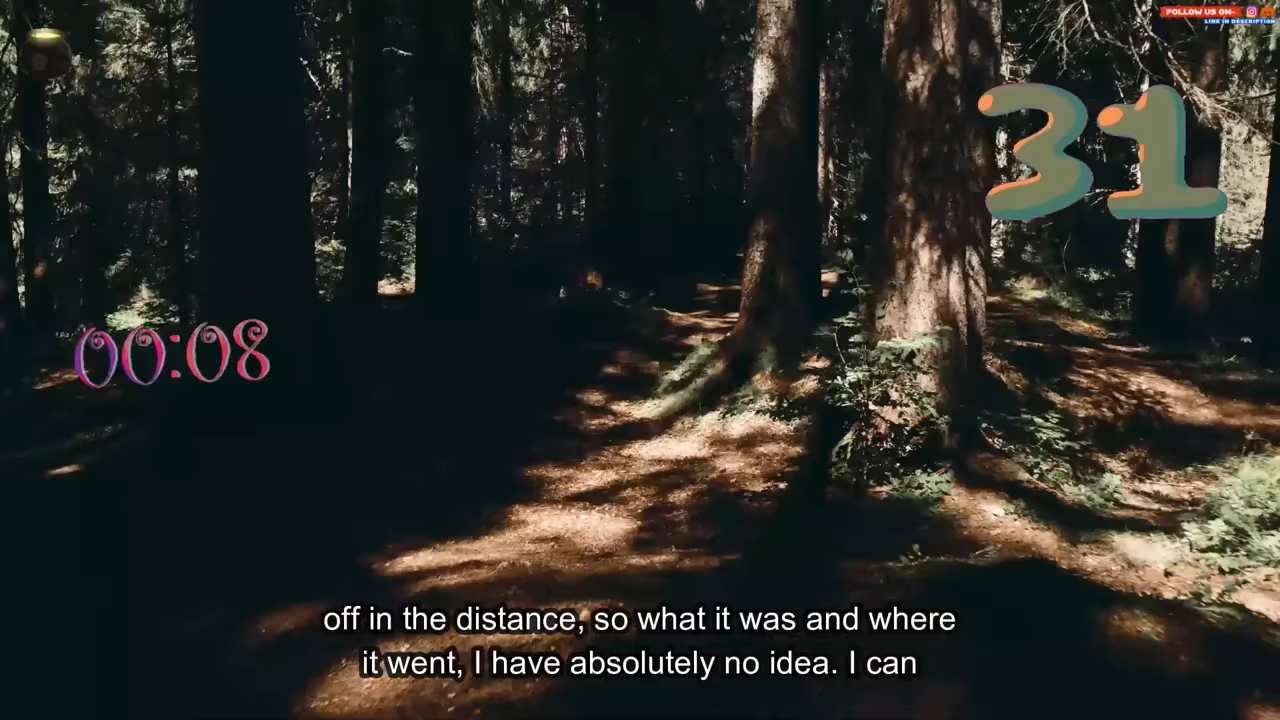 FOLLOW US ON-
LINK IN DESCRIPTION
31
00:08
off in the distance, so what it was and where
it went, I have absolutely no idea. I can